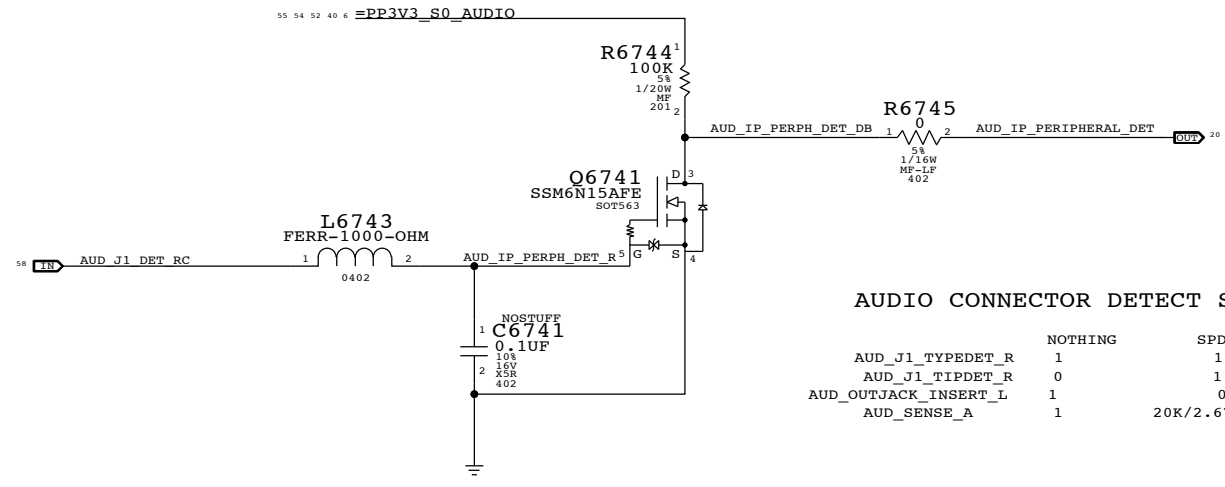 55 54 52 40 6 =PP3V3_S0_AUDIO
R6744 1
100K
5%
1/20W
MF
201 2
R6745
0
AUD_IP_PERPH_DET_DB 1 2 AUD_IP_PERIPHERAL_DET OUT 20
5%
1/16W
MF-LF
402
Q6741 D 3
SSM6N15AFE
SOT563
L6743
FERR-1000-OHM
58 IN AUD_J1_DET_RC 1 2 AUD_IP_PERPH_DET_R 5 G S 4
0402
NOSTUFF
1 C6741
0.1UF
10%
16V
2 X5R
402
AUDIO CONNECTOR DETECT S
NOTHING SPD
AUD_J1_TYPEDET_R 1 1
AUD_J1_TIPDET_R 0 1
AUD_OUTJACK_INSERT_L 1 0
AUD_SENSE_A 1 20K/2.67